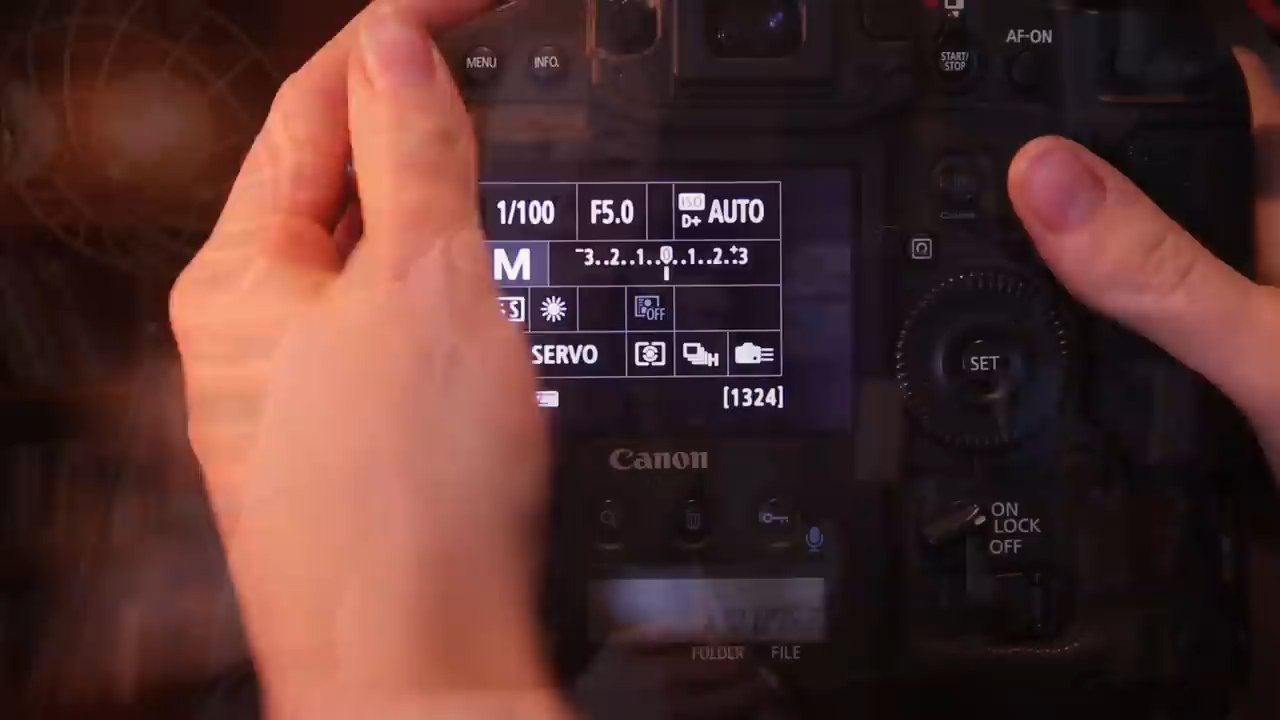 AF-ON
MENU INFO. START/
STOP
1/100 F5.0 ISO AUTO
D+
M -3..2..1..0..1..2.+3
S
OFF
SERVO H
SET
[1324]
Canon
ON
LOCK
OFF
FOLDER FILE